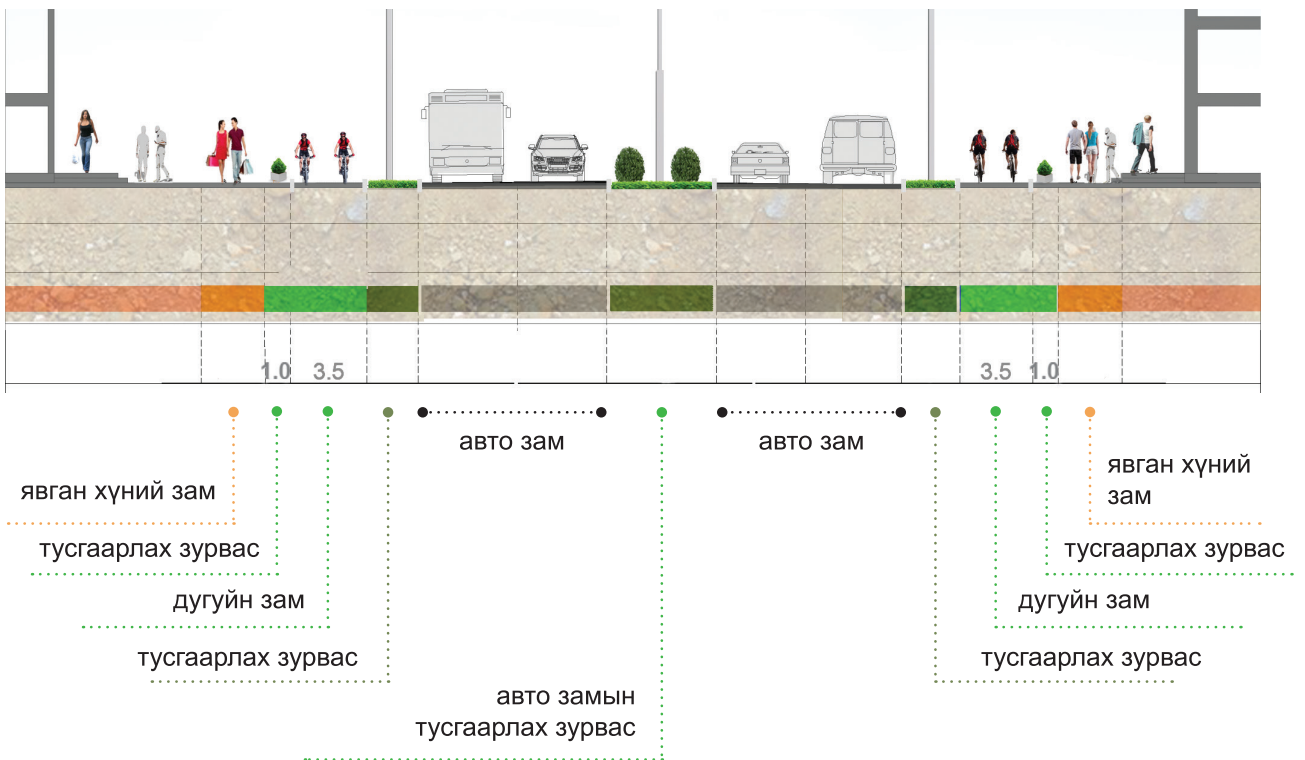 1.0 3.5
3.5 1.0
авто зам
авто зам
явган хүний зам
тусгаарлах зурвас
дугуйн зам
тусгаарлах зурвас
авто замын
тусгаарлах зурвас
явган хүний
зам
тусгаарлах зурвас
дугуйн зам
тусгаарлах зурвас